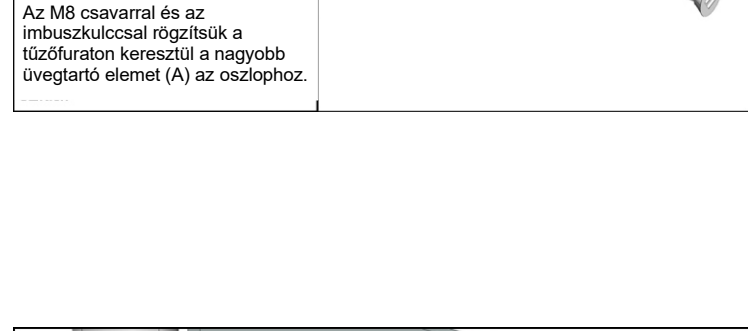 Az M8 csavarral és az
imbuszkulccsal rögzítsük a
tűzőfuraton keresztül a nagyobb
üvegtartó elemet (A) az oszlophoz.